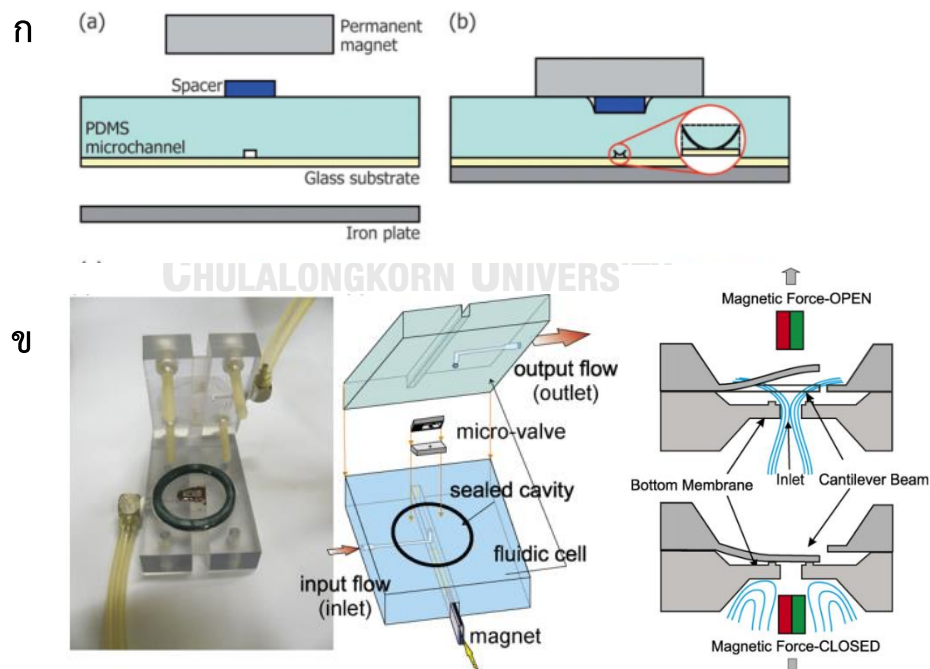 ก
(a)
Permanent
magnet
Spacer
PDMS
microchannel
Glass substrate
Iron plate
(b)
CHULALONGKORN UNIVERS
ข
output flow
(outlet)
micro-valve
sealed cavity
fluidic cell
input flow
(inlet)
magnet
Magnetic Force-OPEN
Bottom Membrane
Inlet
Cantilever Beam
Magnetic Force-CLOSED